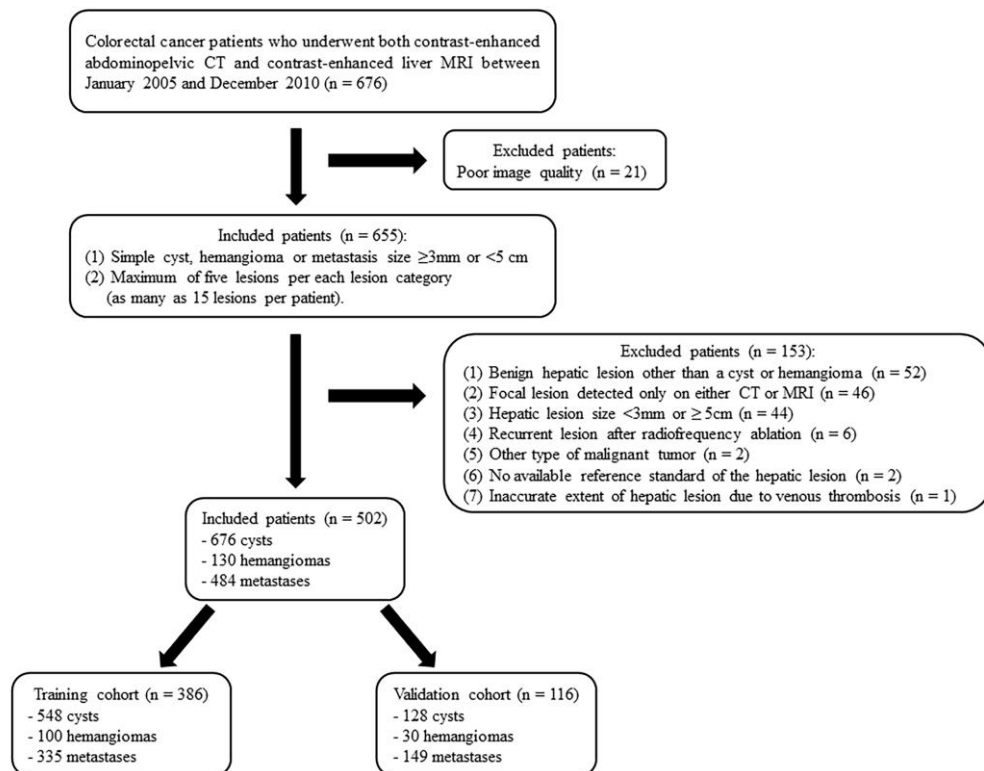 Colorectal cancer patients who underwent both contrast-enhanced
abdominopelvic CT and contrast-enhanced liver MRI between
January 2005 and December 2010 (n = 676)
Excluded patients:
Poor image quality (n = 21)
Included patients (n = 655):
(1) Simple cyst, hemangioma or metastasis size ≥3mm or <5 cm
(2) Maximum of five lesions per each lesion category
(as many as 15 lesions per patient).
Excluded patients (n = 153):
(1) Benign hepatic lesion other than a cyst or hemangioma (n = 52)
(2) Focal lesion detected only on either CT or MRI (n = 46)
(3) Hepatic lesion size <3mm or ≥ 5cm (n = 44)
(4) Recurrent lesion after radiofrequency ablation (n = 6)
(5) Other type of malignant tumor (n = 2)
(6) No available reference standard of the hepatic lesion (n = 2)
(7) Inaccurate extent of hepatic lesion due to venous thrombosis (n = 1)
Included patients (n = 502)
- 676 cysts
- 130 hemangiomas
- 484 metastases
Training cohort (n = 386)
- 548 cysts
- 100 hemangiomas
- 335 metastases
Validation cohort (n = 116)
- 128 cysts
- 30 hemangiomas
- 149 metastases